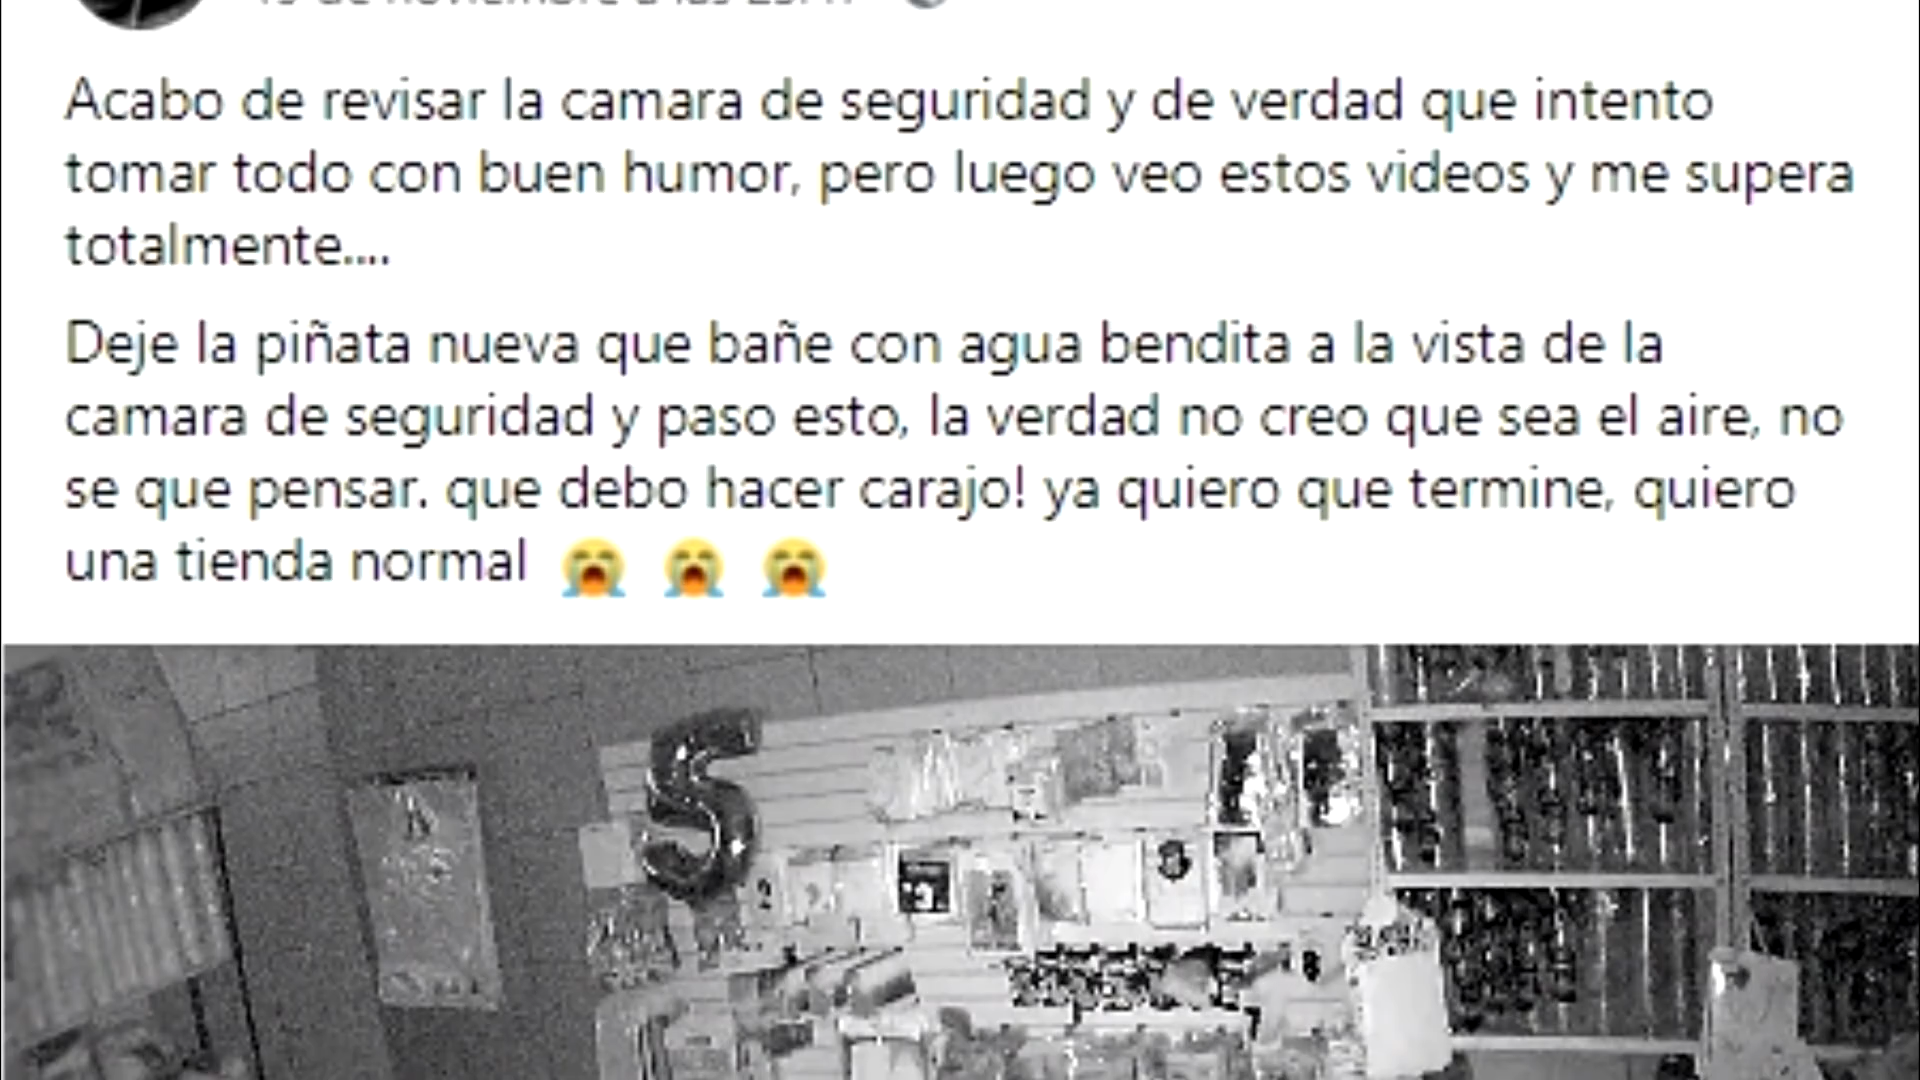 Acabo de revisar la camara de seguridad y de verdad que intento
tomar todo con buen humor, pero luego veo estos videos y me supera
totalmente....
Deje la piñata nueva que bañe con agua bendita a la vista de la
camara de seguridad y paso esto, la verdad no creo que sea el aire, no
se que pensar. que debo hacer carajo! ya quiero que termine, quiero
una tienda normal 😭 😭 😭
5